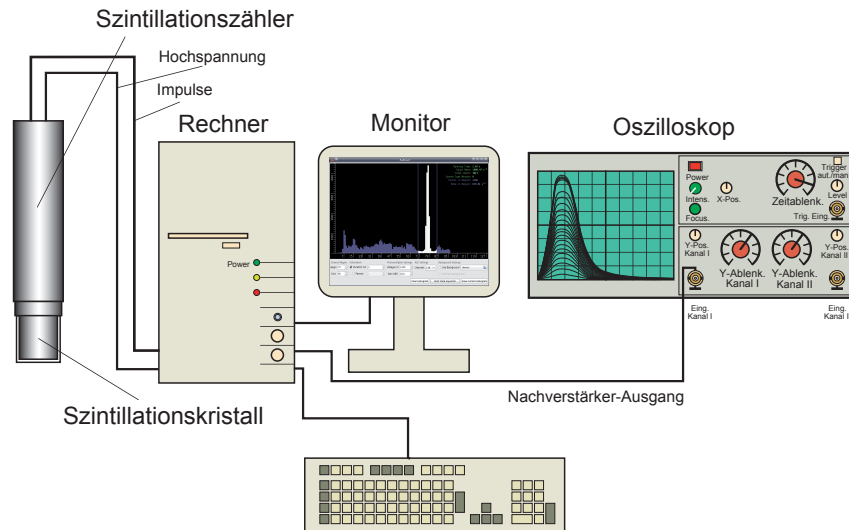 Szintillationszähler
Hochspannung
Impulse
Rechner
Monitor
Oszilloskop
Power
Intens.
Focus.
X-Pos.
Zeitablenk.
Trigger
aut./man
Level
Trig. Eing.
Y-Pos.
Kanal I
Y-Ablenk.
Kanal I
Y-Ablenk.
Kanal II
Y-Pos.
Kanal II
Eing.
Kanal I
Eing.
Kanal I
Power
Nachverstärker-Ausgang
Szintillationskristall